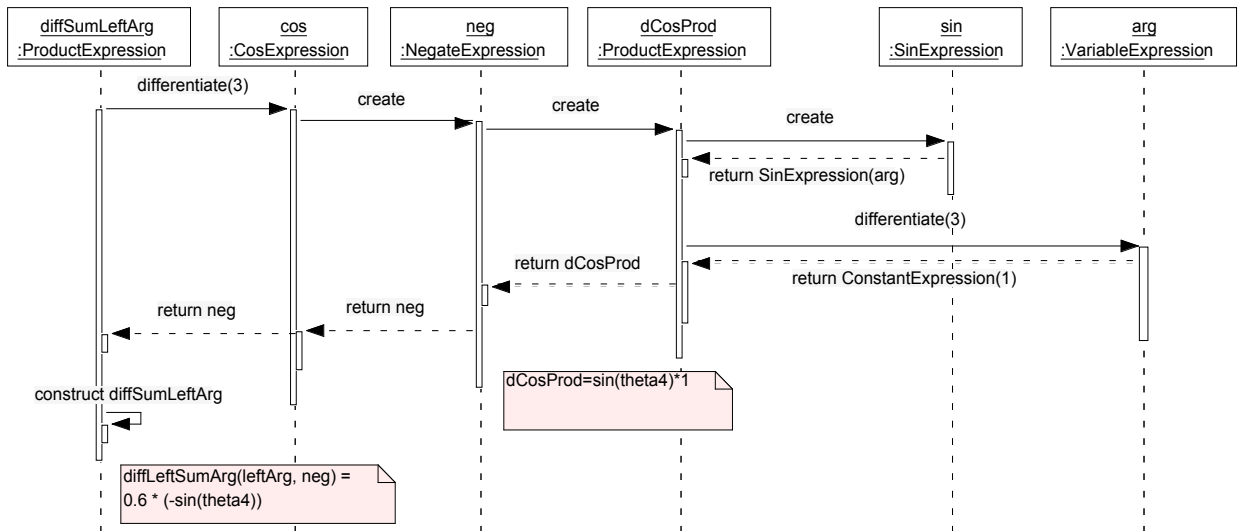 diffSumLeftArg
:ProductExpression
cos
:CosExpression
neg
:NegateExpression
dCosProd
:ProductExpression
sin
:SinExpression
arg
:VariableExpression
differentiate(3)
create
create
create
return SinExpression(arg)
differentiate(3)
return dCosProd
return ConstantExpression(1)
return neg
return neg
construct diffSumLeftArg
dCosProd=sin(theta4)*1
diffLeftSumArg(leftArg, neg) =
0.6 * (-sin(theta4))